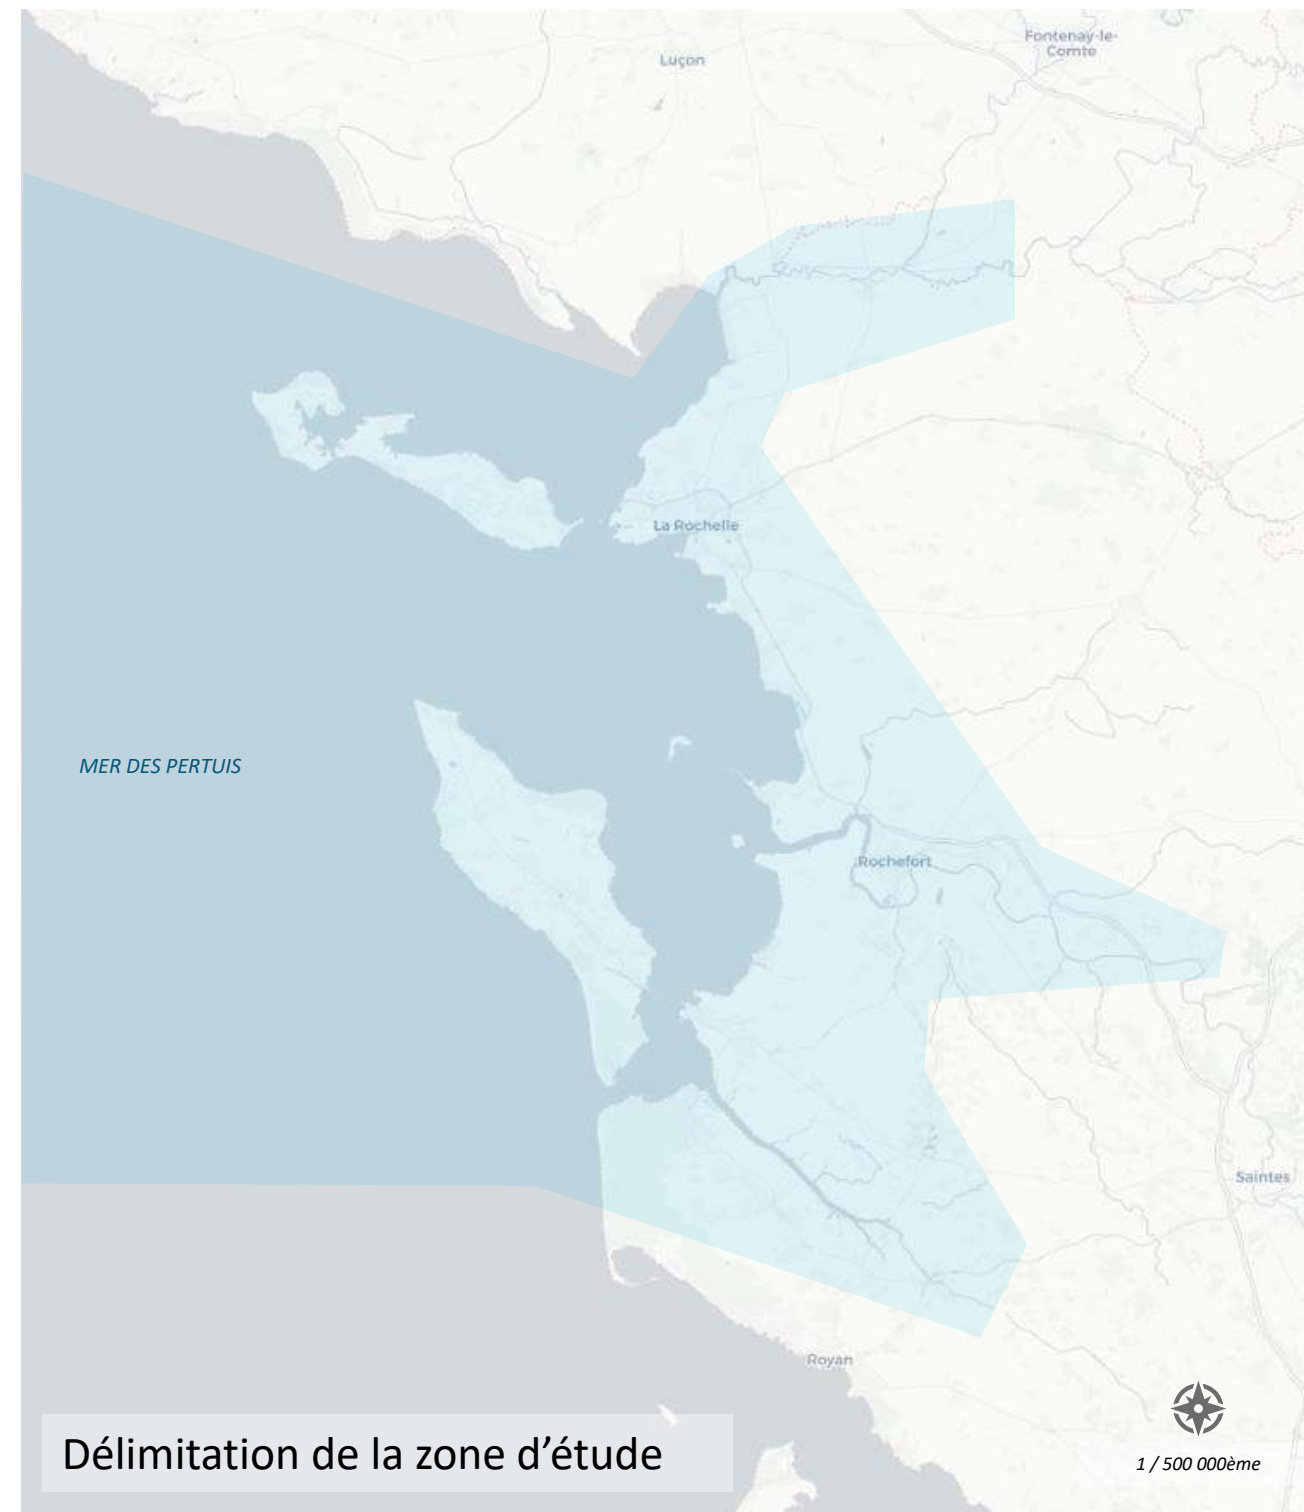 Fontenay-le-
Comte
Luçon
La Rochelle
MER DES PERTUIS
Rochefort
Saintes
Royan
Délimitation de la zone d’étude
1 / 500 000ème